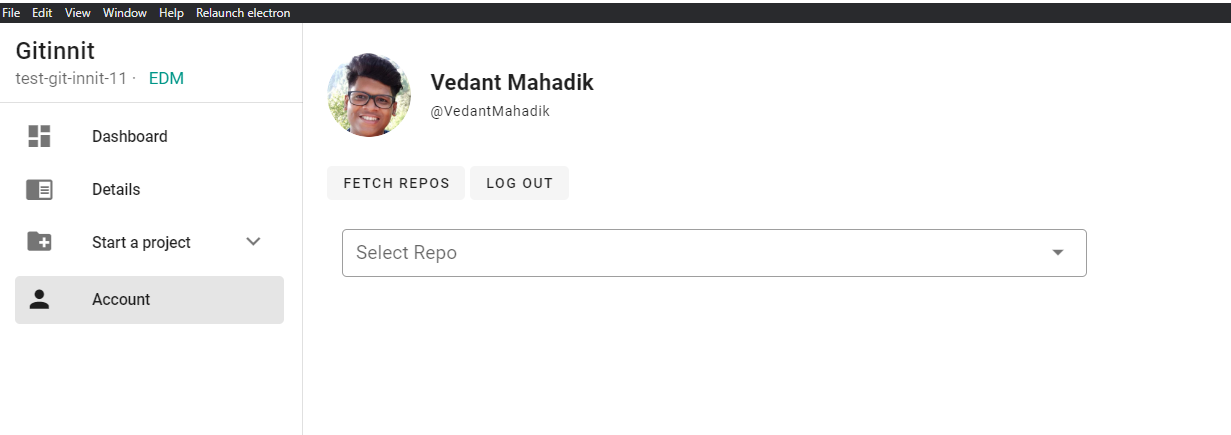 File Edit View Window Help Relaunch electron
Gitinnit
test-git-innit-11 · EDM
Dashboard
Details
Start a project
Account
Vedant Mahadik
@VedantMahadik
FETCH REPOS LOG OUT
Select Repo